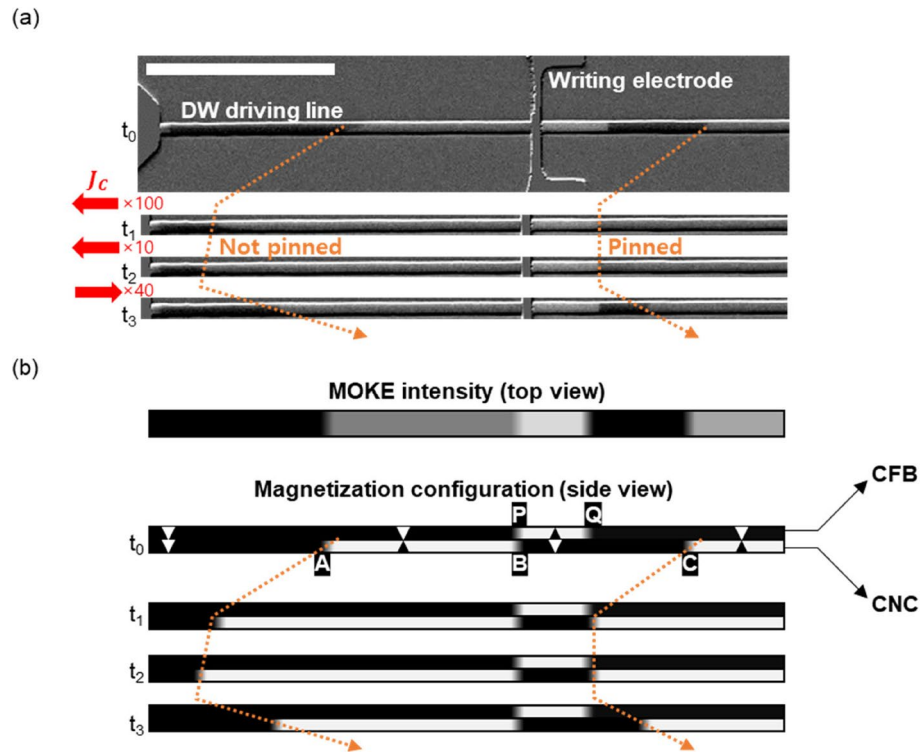 (a)
Writing electrode
DW driving line
t0
Jc
×100
t1
Not pinned
Pinned
×10
t2
×40
t3
(b)
MOKE intensity (top view)
CFB
Magnetization configuration (side view)
P Q
t0
A B C
CNC
t1
t2
t3